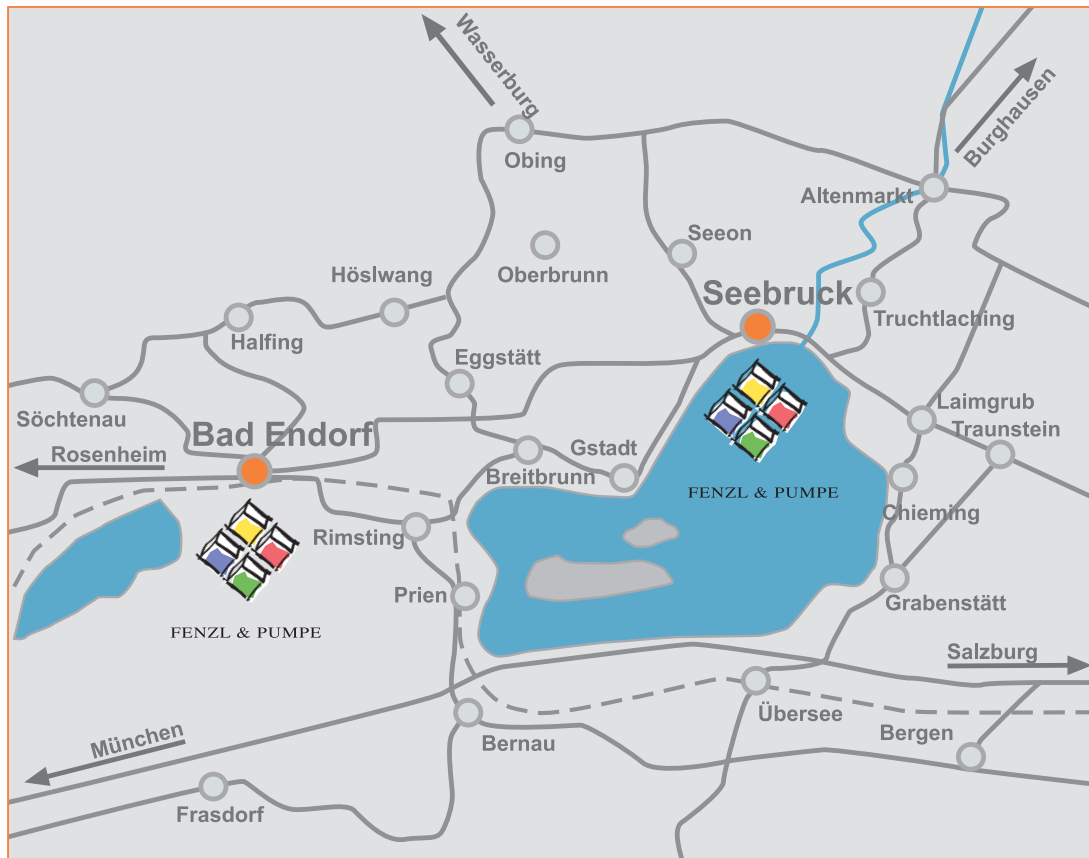 Wasserburg
Burghausen
Obing
Altenmarkt
Seeon
Oberbrunn
Höslwang
Seebruck
Truchtlaching
Halfing
Eggstätt
Söchtenau
Laimgrub
Bad Endorf
Traunstein
Rosenheim
Gstadt
Breitbrunn
FENZL & PUMPE
Chieming
Rimsting
Prien
Grabenstätt
FENZL & PUMPE
Salzburg
Übersee
Bergen
München
Bernau
Frasdorf